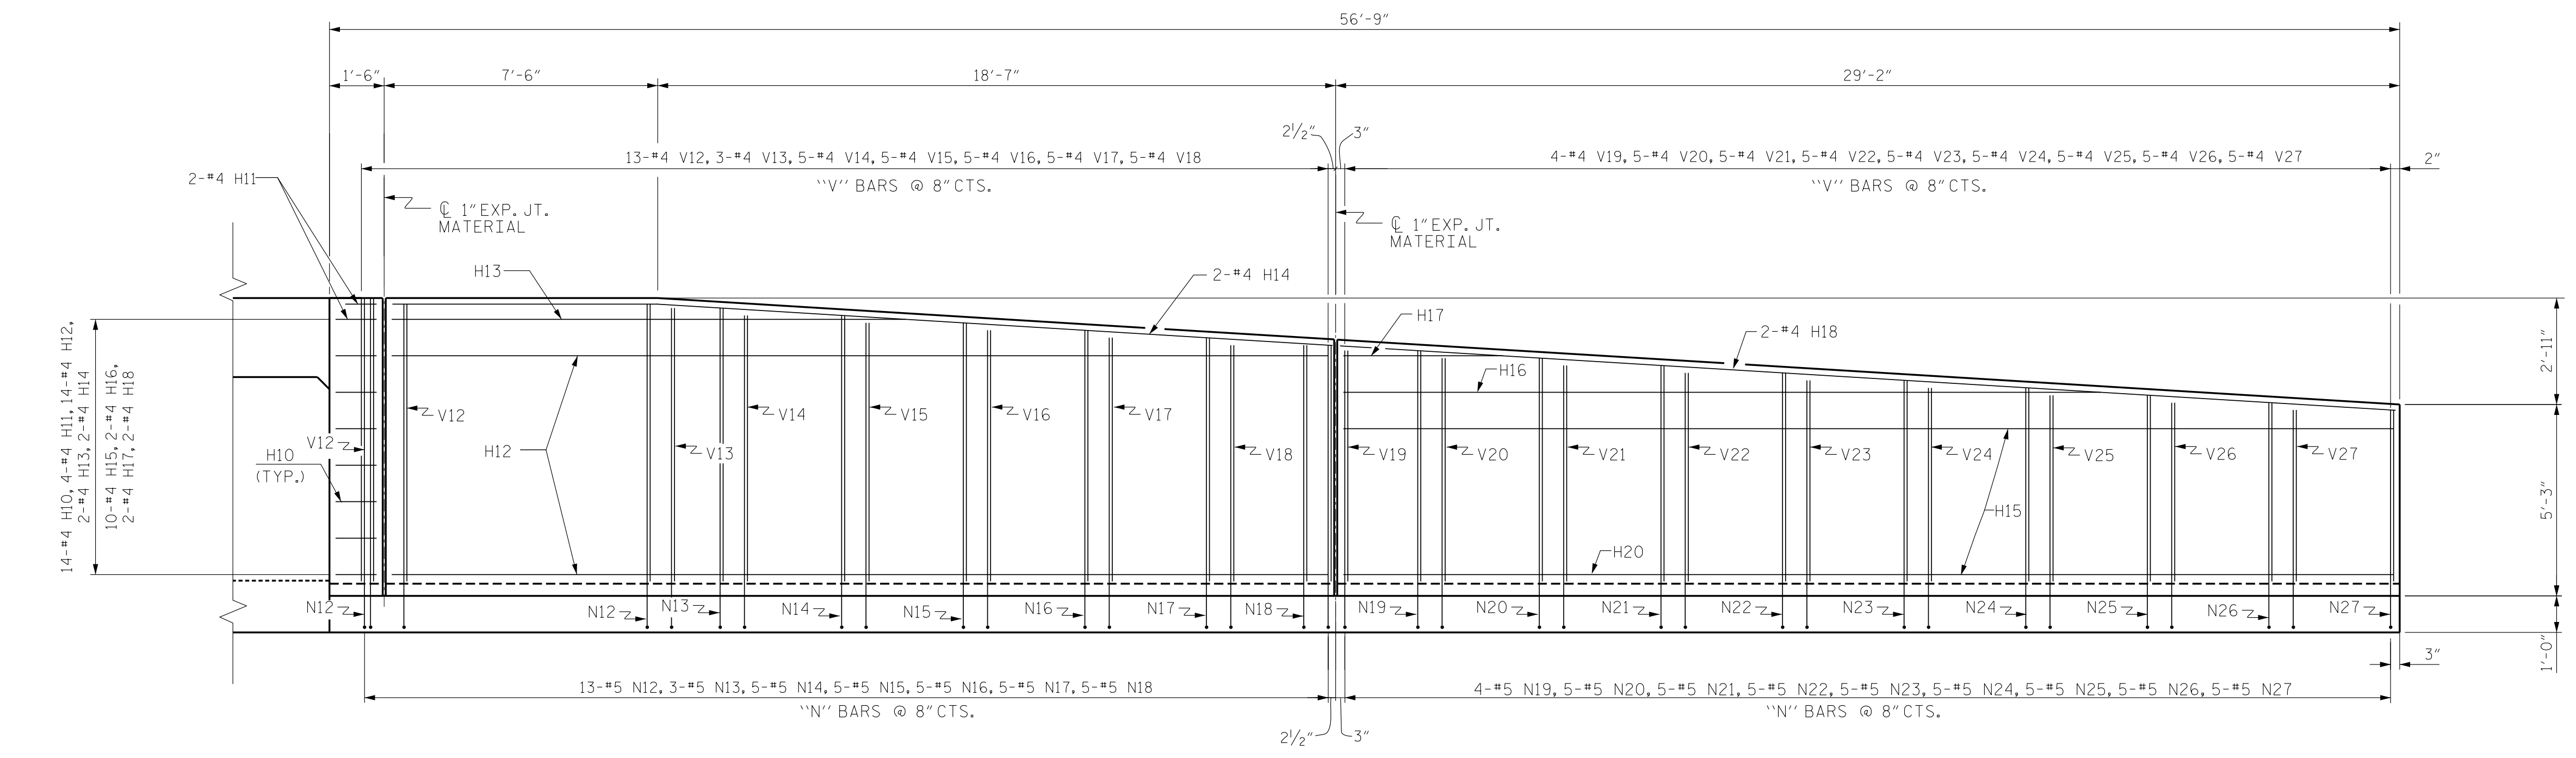 56′-9″
1′-6″
7′-6″
18′-7″
29′-2″
2½″
3″
13-#4 V12, 3-#4 V13, 5-#4 V14, 5-#4 V15, 5-#4 V16, 5-#4 V17, 5-#4 V18
4-#4 V19, 5-#4 V20, 5-#4 V21, 5-#4 V22, 5-#4 V23, 5-#4 V24, 5-#4 V25, 5-#4 V26, 5-#4 V27
2″
2-#4 H11
‵‵V′′ BARS @ 8″ CTS.
‵‵V′′ BARS @ 8″ CTS.
℄ 1″ EXP. JT.
MATERIAL
℄ 1″ EXP. JT.
MATERIAL
H13
2-#4 H14
H17
2-#4 H18
2′-11″
14-#4 H10, 4-#4 H11, 14-#4 H12,
2-#4 H13, 2-#4 H14
10-#4 H15, 2-#4 H16,
2-#4 H17, 2-#4 H18
H16
V12
V14
V15
V16
V17
V12
H10
(TYP.)
H12
V13
V18
V19
V20
V21
V22
V23
V24
V25
V26
V27
H15
5′-3″
H20
N12
N12
N13
N14
N15
N16
N17
N18
N19
N20
N21
N22
N23
N24
N25
N26
N27
1′-0″
3″
13-#5 N12, 3-#5 N13, 5-#5 N14, 5-#5 N15, 5-#5 N16, 5-#5 N17, 5-#5 N18
4-#5 N19, 5-#5 N20, 5-#5 N21, 5-#5 N22, 5-#5 N23, 5-#5 N24, 5-#5 N25, 5-#5 N26, 5-#5 N27
‵‵N′′ BARS @ 8″ CTS.
‵‵N′′ BARS @ 8″ CTS.
2½″
3″